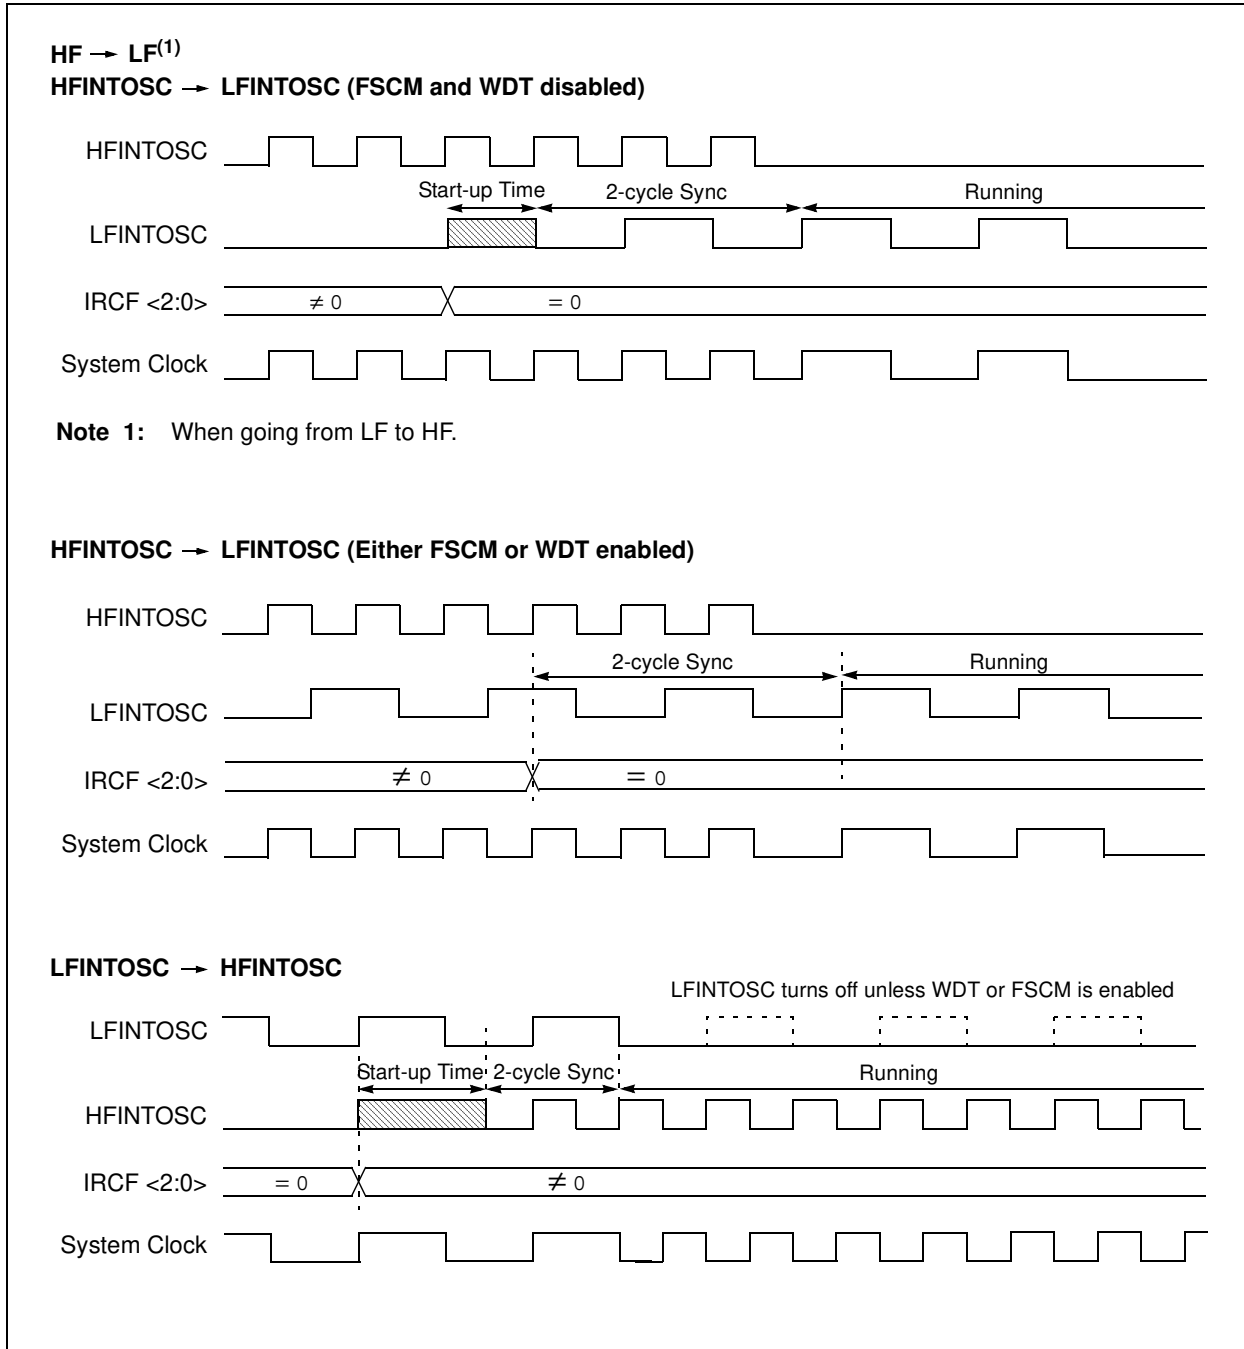 HF → LF(1)
HFINTOSC → LFINTOSC (FSCM and WDT disabled)
HFINTOSC
Start-up Time 2-cycle Sync Running
LFINTOSC
IRCF <2:0> ≠ 0 = 0
System Clock
Note 1: When going from LF to HF.
HFINTOSC → LFINTOSC (Either FSCM or WDT enabled)
HFINTOSC
2-cycle Sync Running
LFINTOSC
IRCF <2:0> ≠ 0 = 0
System Clock
LFINTOSC → HFINTOSC
LFINTOSC turns off unless WDT or FSCM is enabled
LFINTOSC
Start-up Time 2-cycle Sync Running
HFINTOSC
IRCF <2:0> = 0 ≠ 0
System Clock